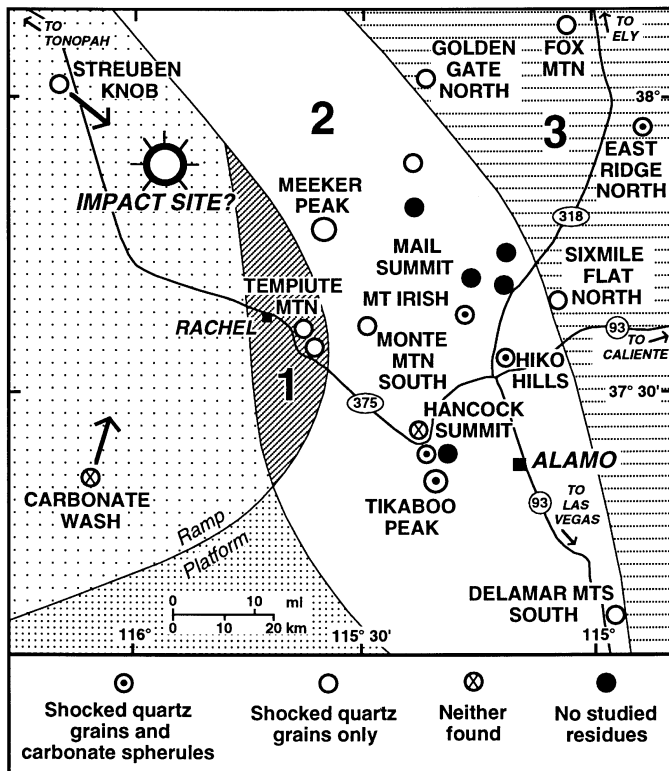 TO
TONOPAH
STREUBEN
KNOB
GOLDEN
GATE
NORTH
FOX
MTN
TO
ELY
38°
2
3
EAST
RIDGE
NORTH
IMPACT SITE?
MEEKER
PEAK
318
MAIL
SUMMIT
SIXMILE
FLAT
NORTH
TEMPIUTE
MTN
MT IRISH
RACHEL
MONTE
MTN
SOUTH
93
TO
CALIENTE
HIKO
HILLS
1
375
37° 30'
HANCOCK
SUMMIT
ALAMO
CARBONATE
WASH
TIKABOO
PEAK
93
TO
LAS
VEGAS
Ramp
Platform
DELAMAR MTS
SOUTH
0 10 mi
0 10 20
km
116°
115° 30'
115°
Shocked quartz
grains and
carbonate spherules
Shocked quartz
grains only
Neither
found
No studied
residues